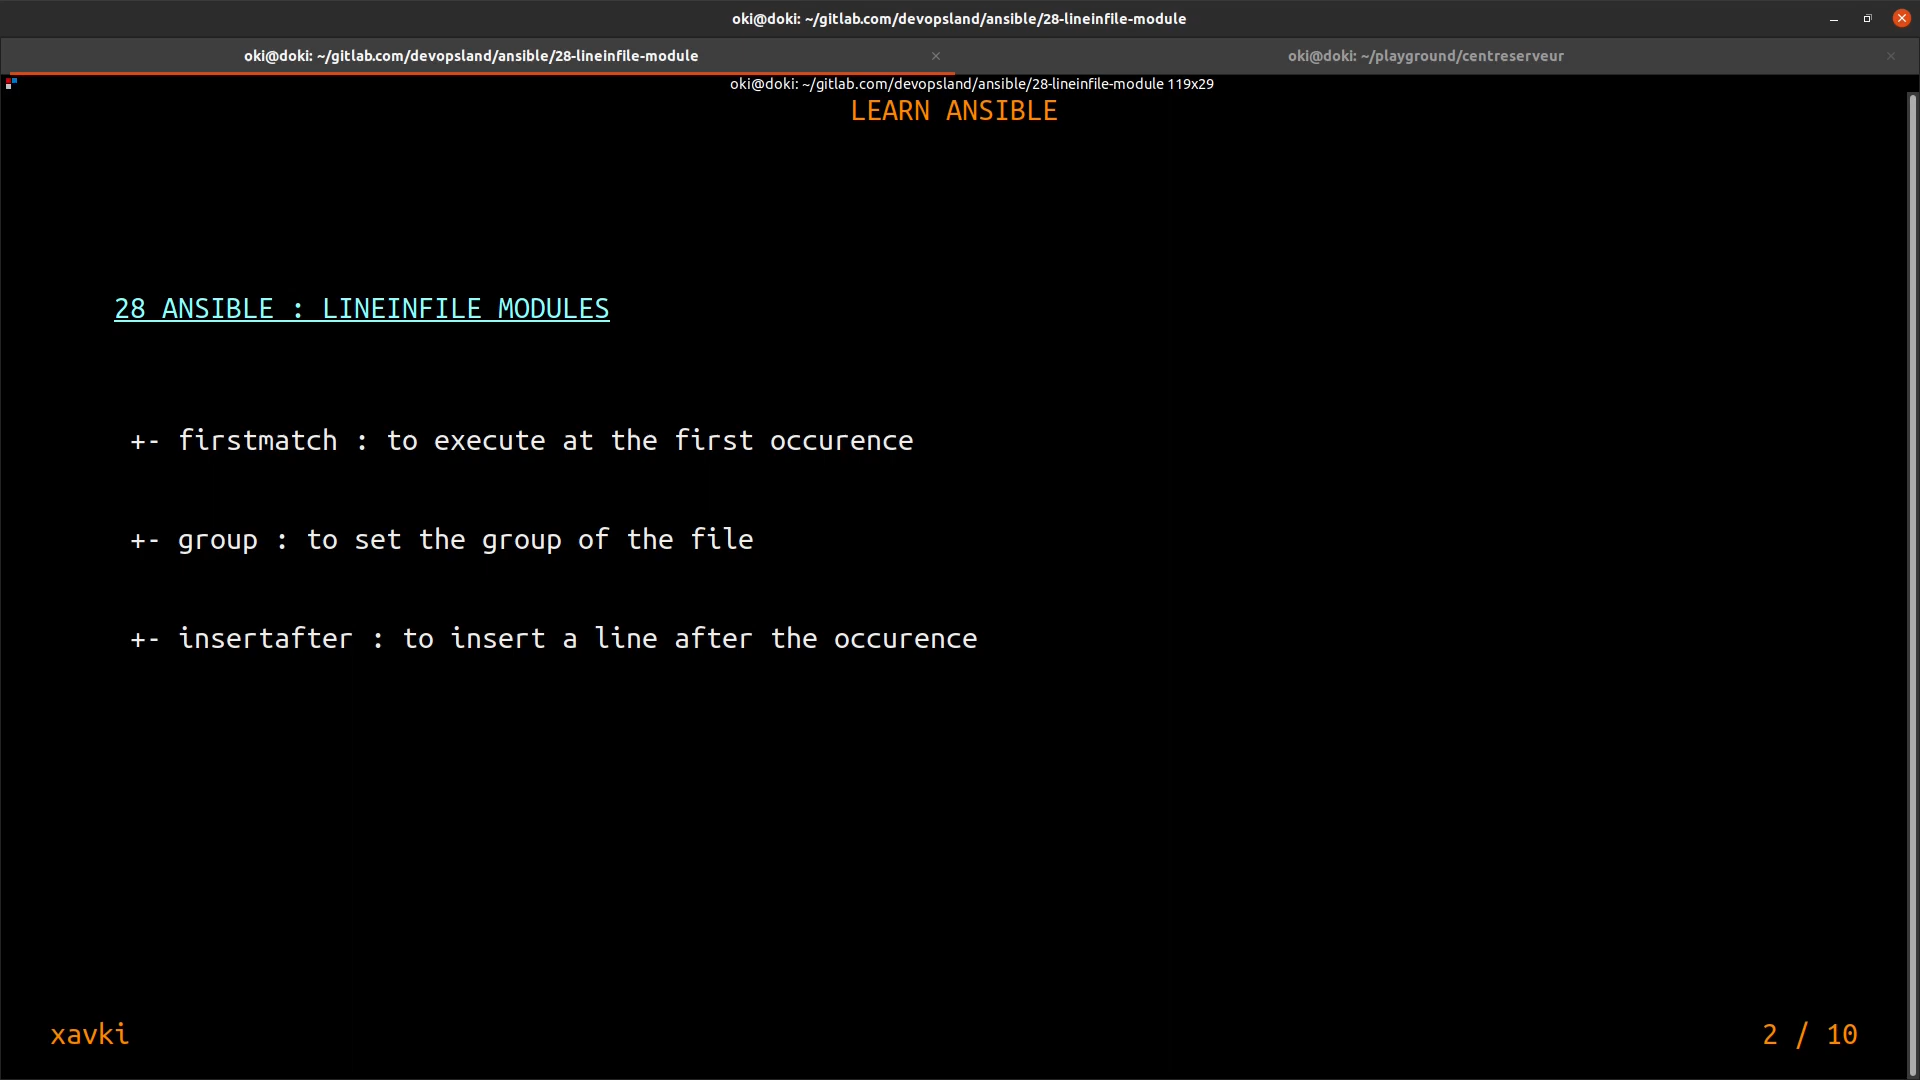 oki@doki: ~/gitlab.com/devopsland/ansible/28-lineinfile-module
oki@doki: ~/gitlab.com/devopsland/ansible/28-lineinfile-module
oki@doki: ~/playground/centreserveur
oki@doki: ~/gitlab.com/devopsland/ansible/28-lineinfile-module 119x29
LEARN ANSIBLE
28 ANSIBLE : LINEINFILE MODULES
+- firstmatch : to execute at the first occurence
+- group : to set the group of the file
+- insertafter : to insert a line after the occurence
xavki
2 / 10